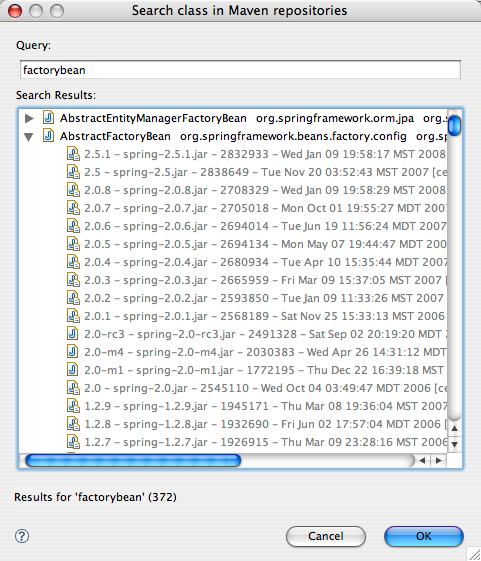 Search class in Maven repositories
Query:
factorybean
Search Results:
AbstractEntityManagerFactoryBean org.springframework.orm.jpa org.s
AbstractFactoryBean org.springframework.beans.factory.config org.sp
2.5.1 – spring-2.5.1.jar – 2832933 – Wed Jan 09 19:58:17 MST 2008
2.5 – spring-2.5.jar – 2838649 – Tue Nov 20 03:52:43 MST 2007 [ce
2.0.8 – spring-2.0.8.jar – 2708329 – Wed Jan 09 19:58:29 MST 2008
2.0.7 – spring-2.0.7.jar – 2705018 – Mon Oct 01 19:55:27 MDT 2007
2.0.6 – spring-2.0.6.jar – 2694014 – Tue Jun 19 11:56:24 MDT 2007
2.0.5 – spring-2.0.5.jar – 2694134 – Mon May 07 19:44:47 MDT 2007
2.0.4 – spring-2.0.4.jar – 2680934 – Tue Apr 10 15:35:44 MDT 2007
2.0.3 – spring-2.0.3.jar – 2665959 – Fri Mar 09 15:37:05 MST 2007
2.0.2 – spring-2.0.2.jar – 2593850 – Tue Jan 09 11:33:26 MST 2007
2.0.1 – spring-2.0.1.jar – 2568189 – Sat Nov 25 15:33:13 MST 2006
2.0-rc3 – spring-2.0-rc3.jar – 2491328 – Sat Sep 02 20:19:20 MDT
2.0-m4 – spring-2.0-m4.jar – 2030383 – Wed Apr 26 14:31:12 MDT
2.0-m1 – spring-2.0-m1.jar – 1772195 – Thu Dec 22 16:39:18 MST
2.0 – spring-2.0.jar – 2545110 – Wed Oct 04 03:49:47 MDT 2006 [ce
1.2.9 – spring-1.2.9.jar – 1945171 – Thu Mar 08 19:36:04 MST 2007
1.2.8 – spring-1.2.8.jar – 1932690 – Fri Jun 02 17:57:04 MDT 2006
1.2.7 – spring-1.2.7.jar – 1926915 – Thu Mar 09 23:28:16 MST 2006
Results for 'factorybean' (372)
Cancel OK